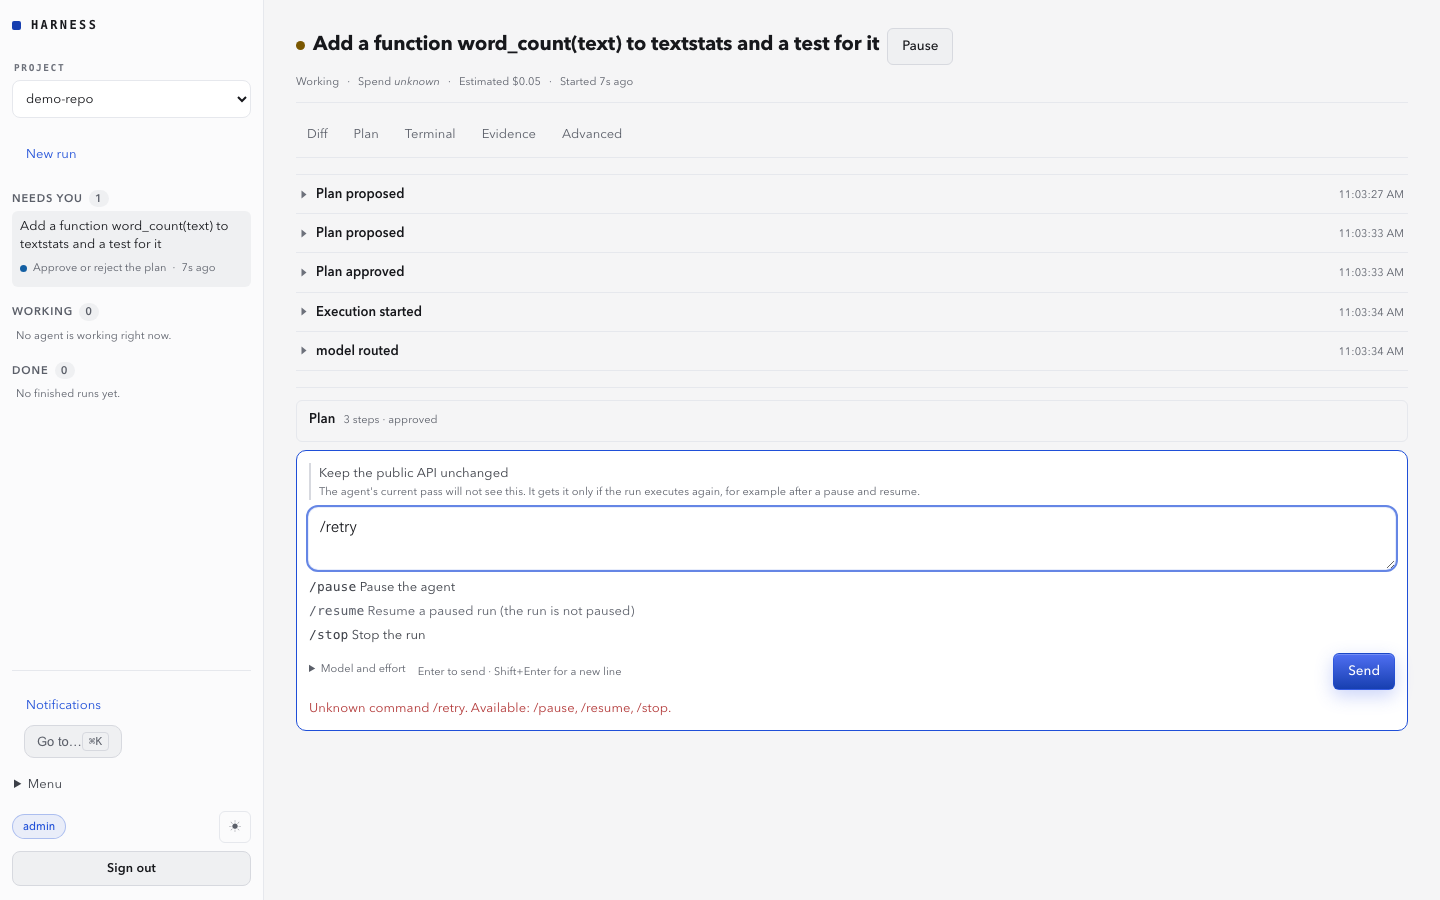 HARNESS
PROJECT
demo-repo
New run
NEEDS YOU 1
Add a function word_count(text) to
textstats and a test for it
Approve or reject the plan · 7s ago
WORKING 0
No agent is working right now.
DONE 0
No finished runs yet.
Notifications
Go to... ⌘K
Menu
admin
Sign out
Add a function word_count(text) to textstats and a test for it
Pause
Working · Spend unknown · Estimated $0.05 · Started 7s ago
Diff Plan Terminal Evidence Advanced
Plan proposed 11:03:27 AM
Plan proposed 11:03:33 AM
Plan approved 11:03:33 AM
Execution started 11:03:34 AM
model routed 11:03:34 AM
Plan 3 steps · approved
Keep the public API unchanged
The agent's current pass will not see this. It gets it only if the run executes again, for example after a pause and resume.
/retry
/pause Pause the agent
/resume Resume a paused run (the run is not paused)
/stop Stop the run
Model and effort Enter to send · Shift+Enter for a new line
Send
Unknown command /retry. Available: /pause, /resume, /stop.